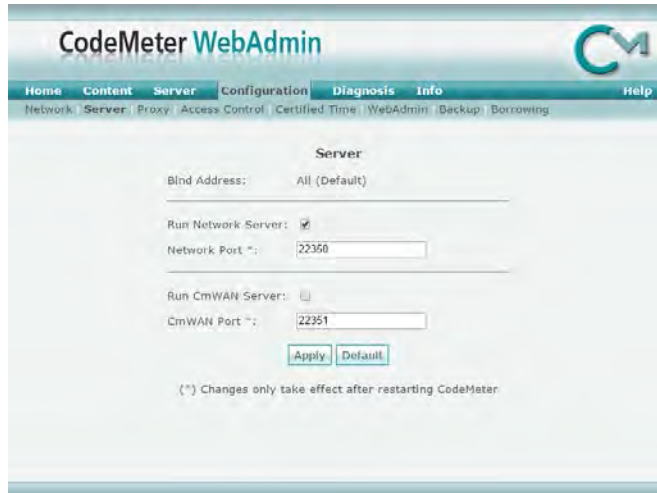 CodeMeter WebAdmin
CM
Home Content Server Configuration Diagnosis Info Help
Network Server Proxy Access Control Certified Time WebAdmin Backup Borrowing
Server
Bind Address: All (Default)
Run Network Server:
Network Port *: 22350
Run CmWAN Server:
CmWAN Port *: 22351
Apply Default
(*) Changes only take effect after restarting CodeMeter